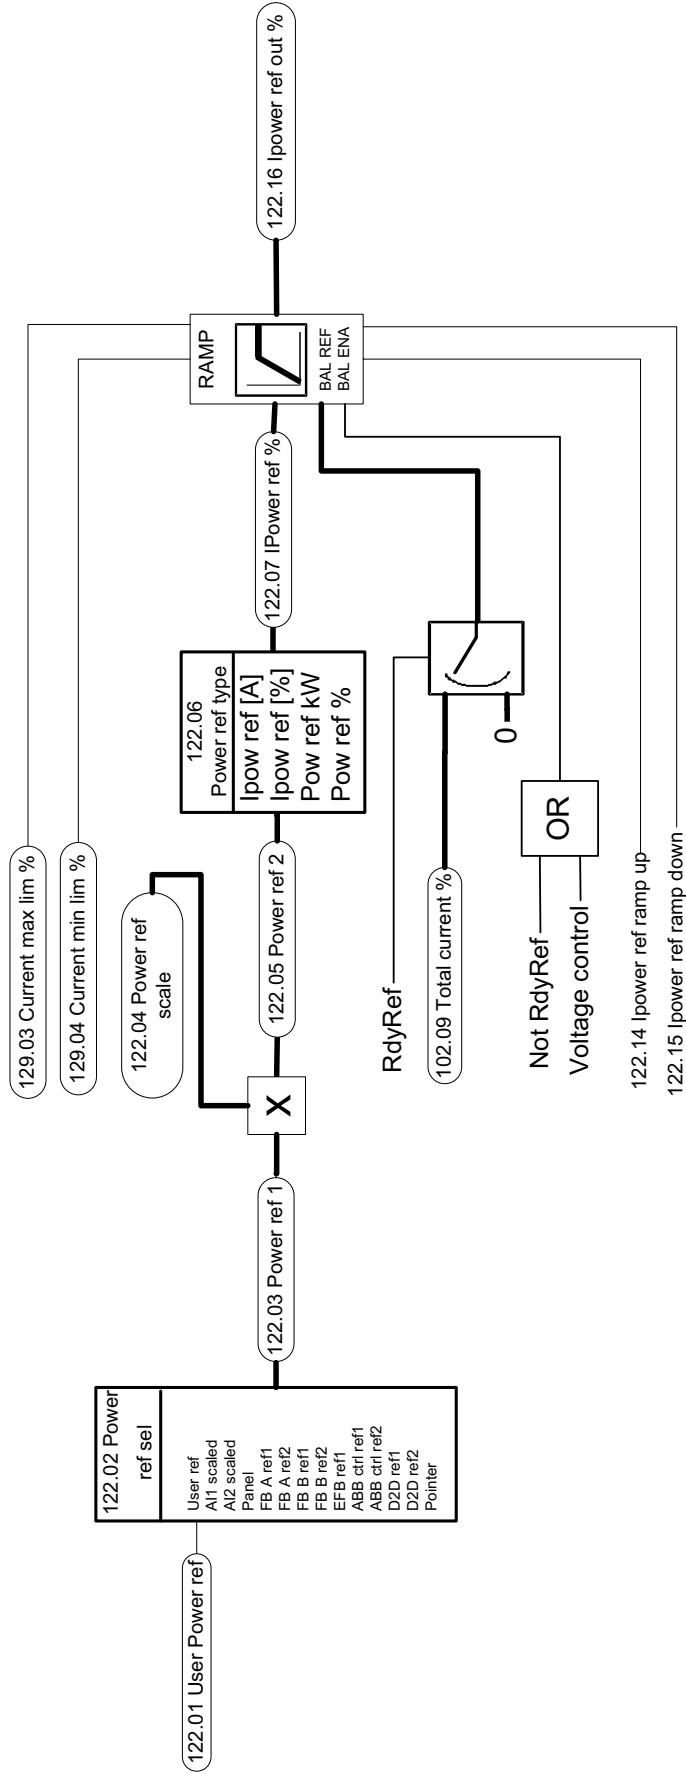 129.03 Current max lim %
129.04 Current min lim %
122.04 Power ref
scale
122.01 User Power ref
122.02 Power
ref sel
User ref
AI1 scaled
AI2 scaled
Panel
FB A ref1
FB A ref2
FB B ref1
FB B ref2
EFB ref1
ABB ctrl ref1
ABB ctrl ref2
D2D ref1
D2D ref2
Pointer
122.03 Power ref 1
X
122.05 Power ref 2
122.06
Power ref type
Ipow ref [A]
Ipow ref [%]
Pow ref kW
Pow ref %
122.07 IPower ref %
RAMP
BAL REF
BAL ENA
122.16 Ipower ref out %
RdyRef
102.09 Total current %
0
Not RdyRef
Voltage control
OR
122.14 Ipower ref ramp up
122.15 Ipower ref ramp down